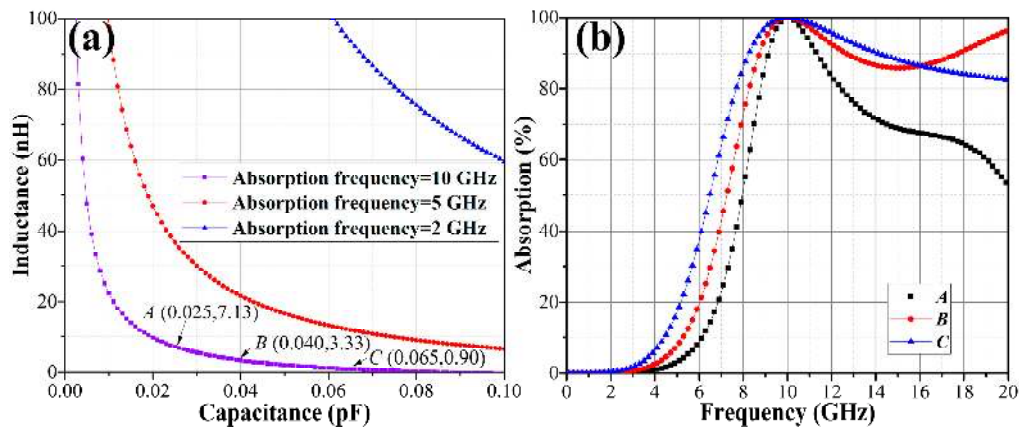 (a)
100
80
60
40
20
0
Inductance (nH)
Absorption frequency=10 GHz
Absorption frequency=5 GHz
Absorption frequency=2 GHz
A (0.025,7.13)
B (0.040,3.33)
C (0.065,0.90)
0.00 0.02 0.04 0.06 0.08 0.10
Capacitance (pF)
(b)
100
80
60
40
20
0
Absorption (%)
A
B
C
0 2 4 6 8 10 12 14 16 18 20
Frequency (GHz)